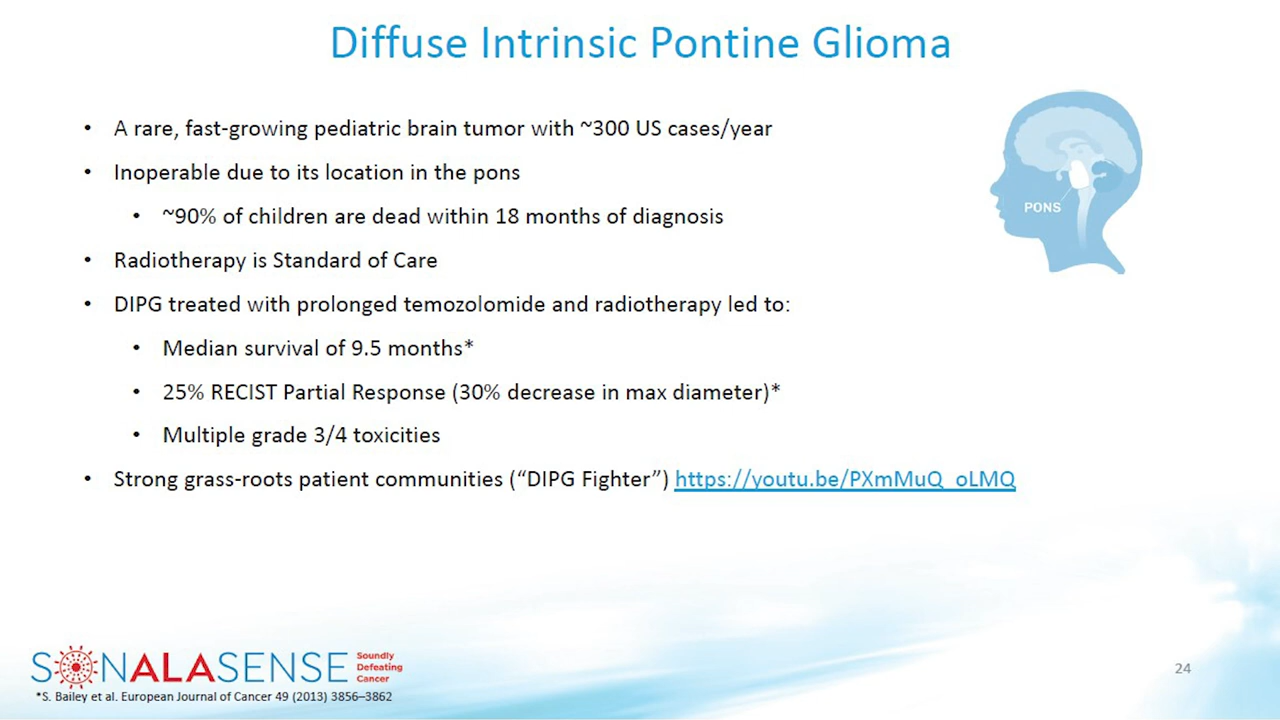 Diffuse Intrinsic Pontine Glioma
• A rare, fast-growing pediatric brain tumor with ~300 US cases/year
• Inoperable due to its location in the pons
• ~90% of children are dead within 18 months of diagnosis
• Radiotherapy is Standard of Care
• DIPG treated with prolonged temozolomide and radiotherapy led to:
• Median survival of 9.5 months*
• 25% RECIST Partial Response (30% decrease in max diameter)*
• Multiple grade 3/4 toxicities
• Strong grass-roots patient communities (“DIPG Fighter”) https://youtu.be/PXmMuQ_oLMQ
PONS
SONALASENSE
Soundly
Defeating
Cancer
*S. Bailey et al. European Journal of Cancer 49 (2013) 3856–3862
24